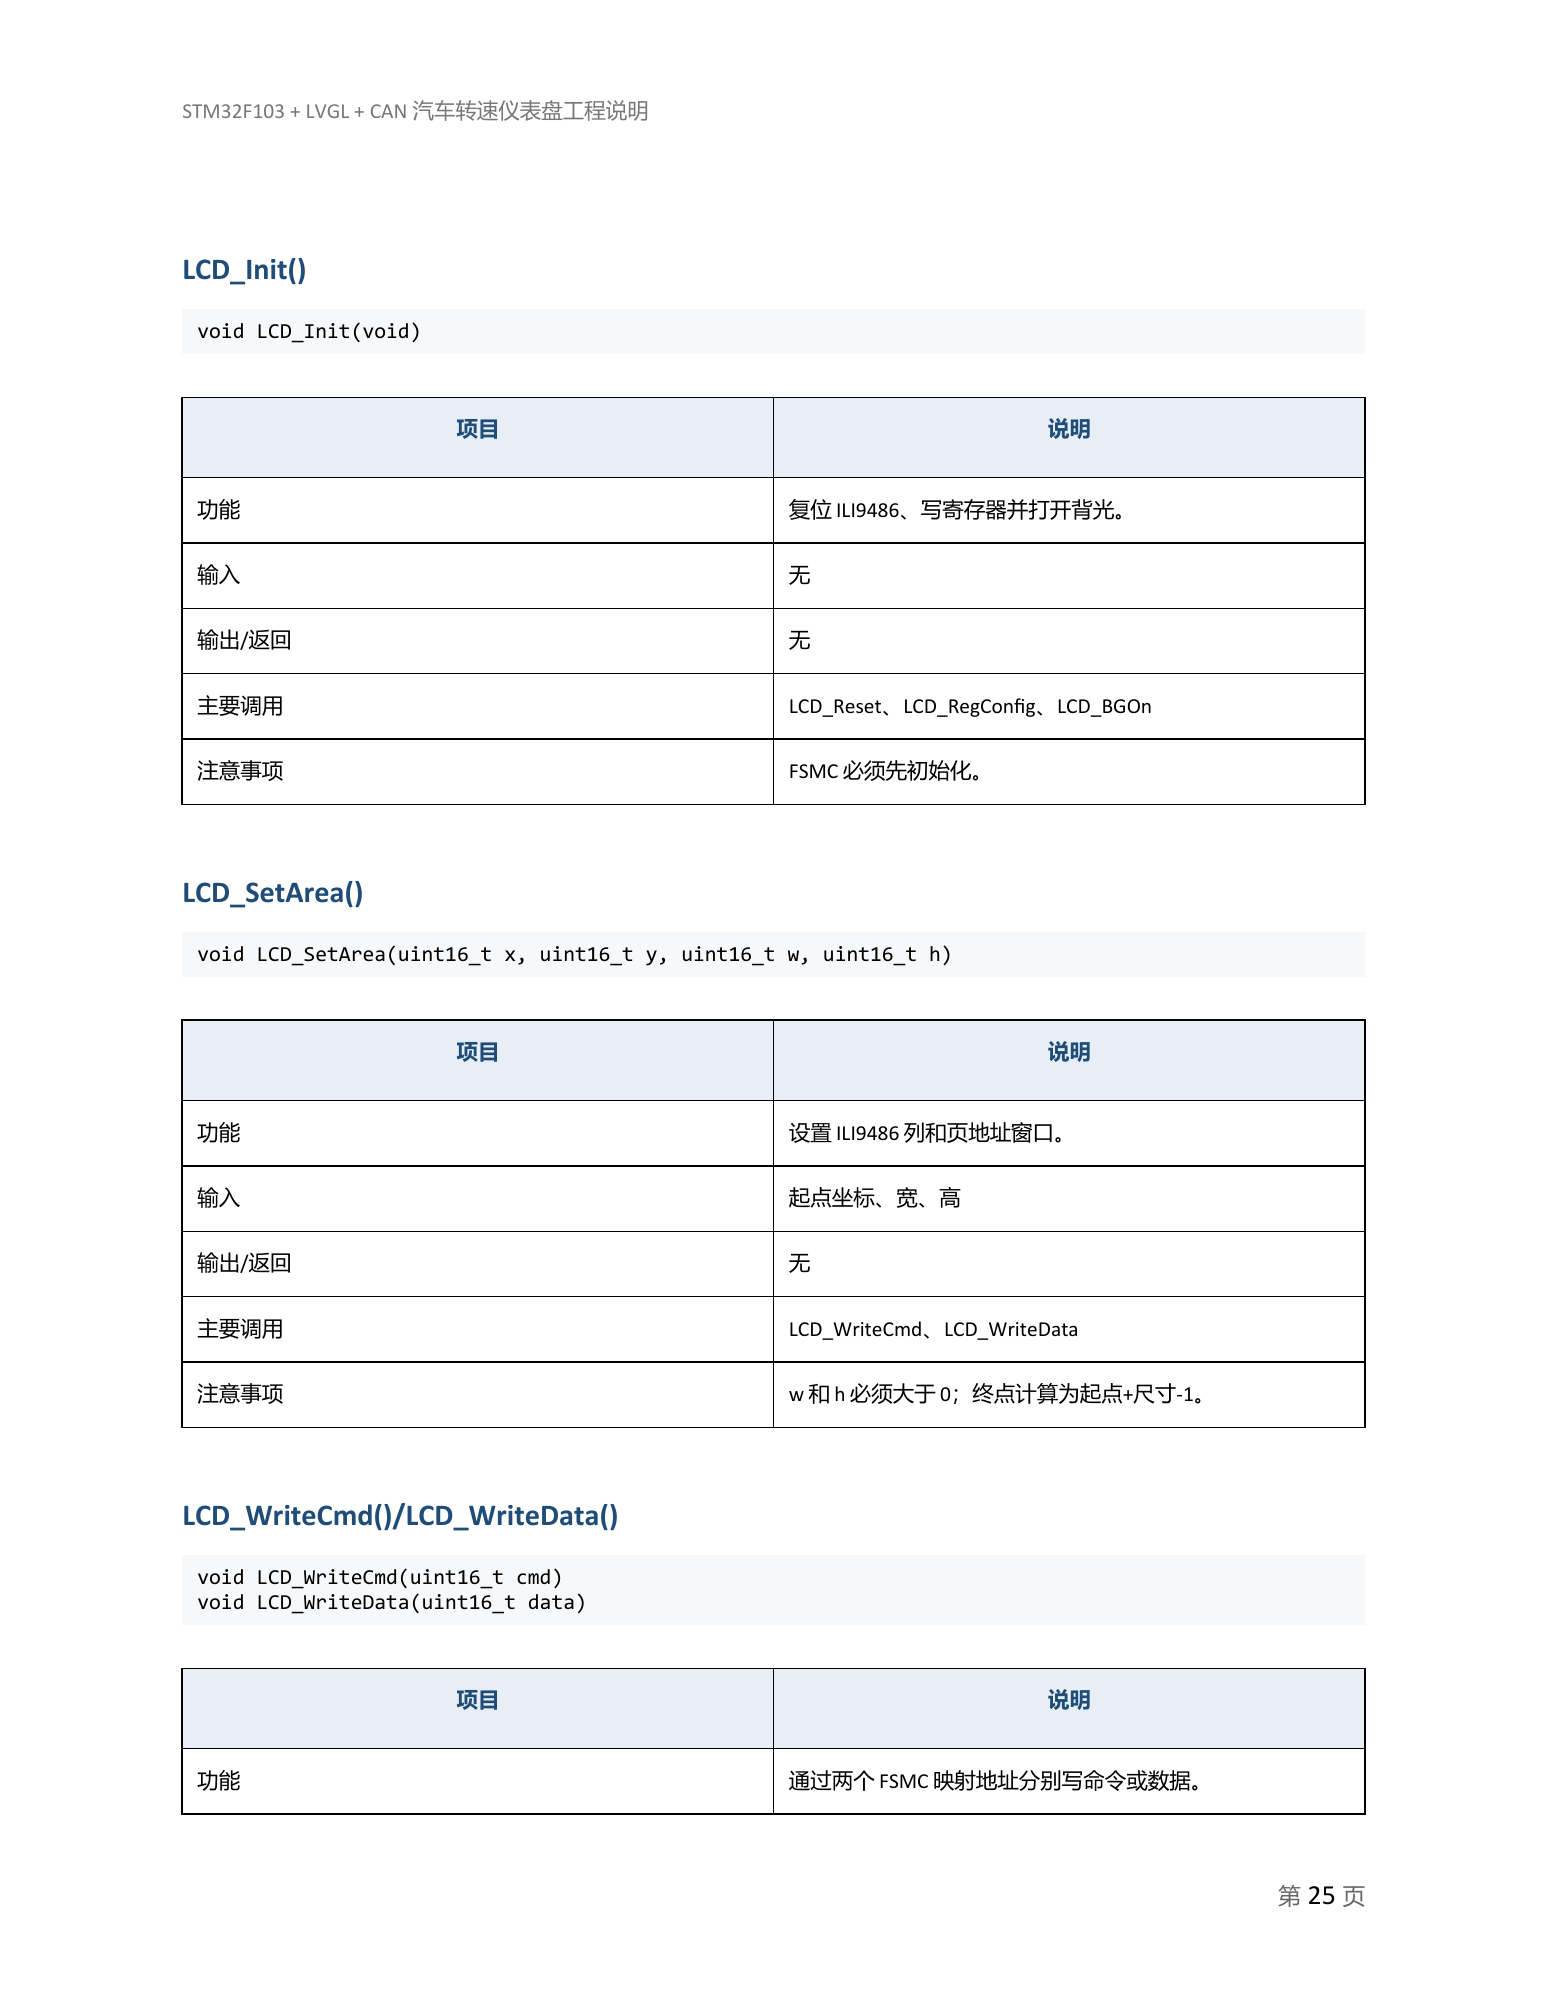 STM32F103 + LVGL + CAN 汽车转速仪表盘工程说明
LCD_Init()
void LCD_Init(void)
项目 说明
功能 复位 ILI9486、写寄存器并打开背光。
输入 无
输出/返回 无
主要调用 LCD_Reset、LCD_RegConfig、LCD_BGOn
注意事项 FSMC 必须先初始化。
LCD_SetArea()
void LCD_SetArea(uint16_t x, uint16_t y, uint16_t w, uint16_t h)
项目 说明
功能 设置 ILI9486 列和页地址窗口。
输入 起点坐标、宽、高
输出/返回 无
主要调用 LCD_WriteCmd、LCD_WriteData
注意事项 w 和 h 必须大于 0；终点计算为起点+尺寸-1。
LCD_WriteCmd()/LCD_WriteData()
void LCD_WriteCmd(uint16_t cmd)
void LCD_WriteData(uint16_t data)
项目 说明
功能 通过两个 FSMC 映射地址分别写命令或数据。
第 25 页